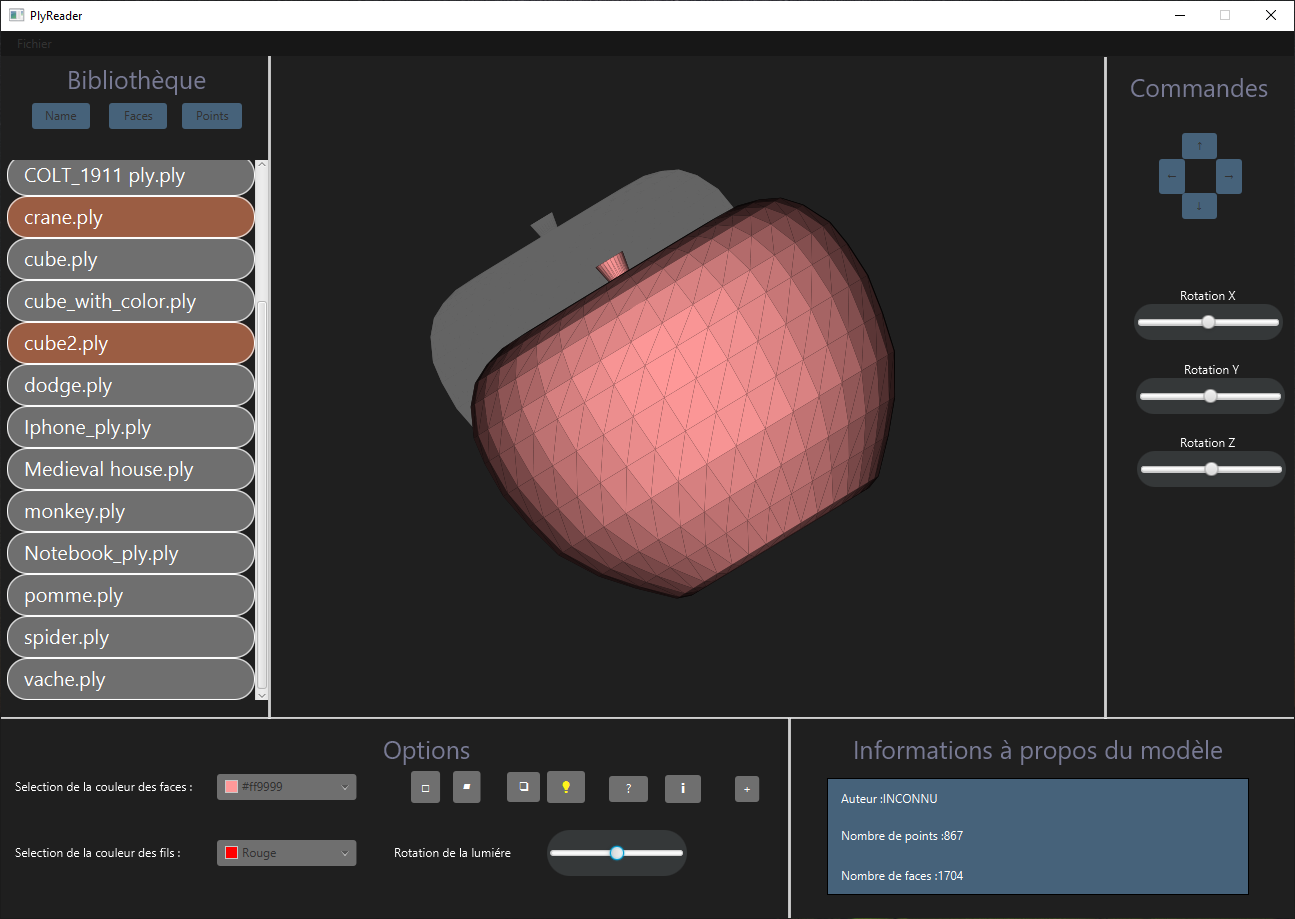 PlyReader
Fichier
Bibliothèque
Name Faces Points
COLT_1911 ply.ply
crane.ply
cube.ply
cube_with_color.ply
cube2.ply
dodge.ply
Iphone_ply.ply
Medieval house.ply
monkey.ply
Notebook_ply.ply
pomme.ply
spider.ply
vache.ply
Commandes
↑
← →
↓
Rotation X
Rotation Y
Rotation Z
Options
Selection de la couleur des faces : #ff9999
? i +
Selection de la couleur des fils : Rouge
Rotation de la lumiére
Informations à propos du modèle
Auteur :INCONNU
Nombre de points :867
Nombre de faces :1704